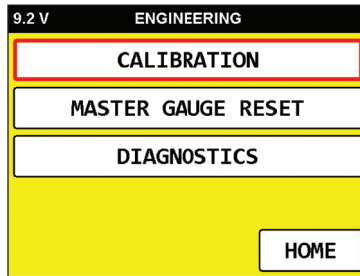 9.2 V ENGINEERING
CALIBRATION
MASTER GAUGE RESET
DIAGNOSTICS
HOME